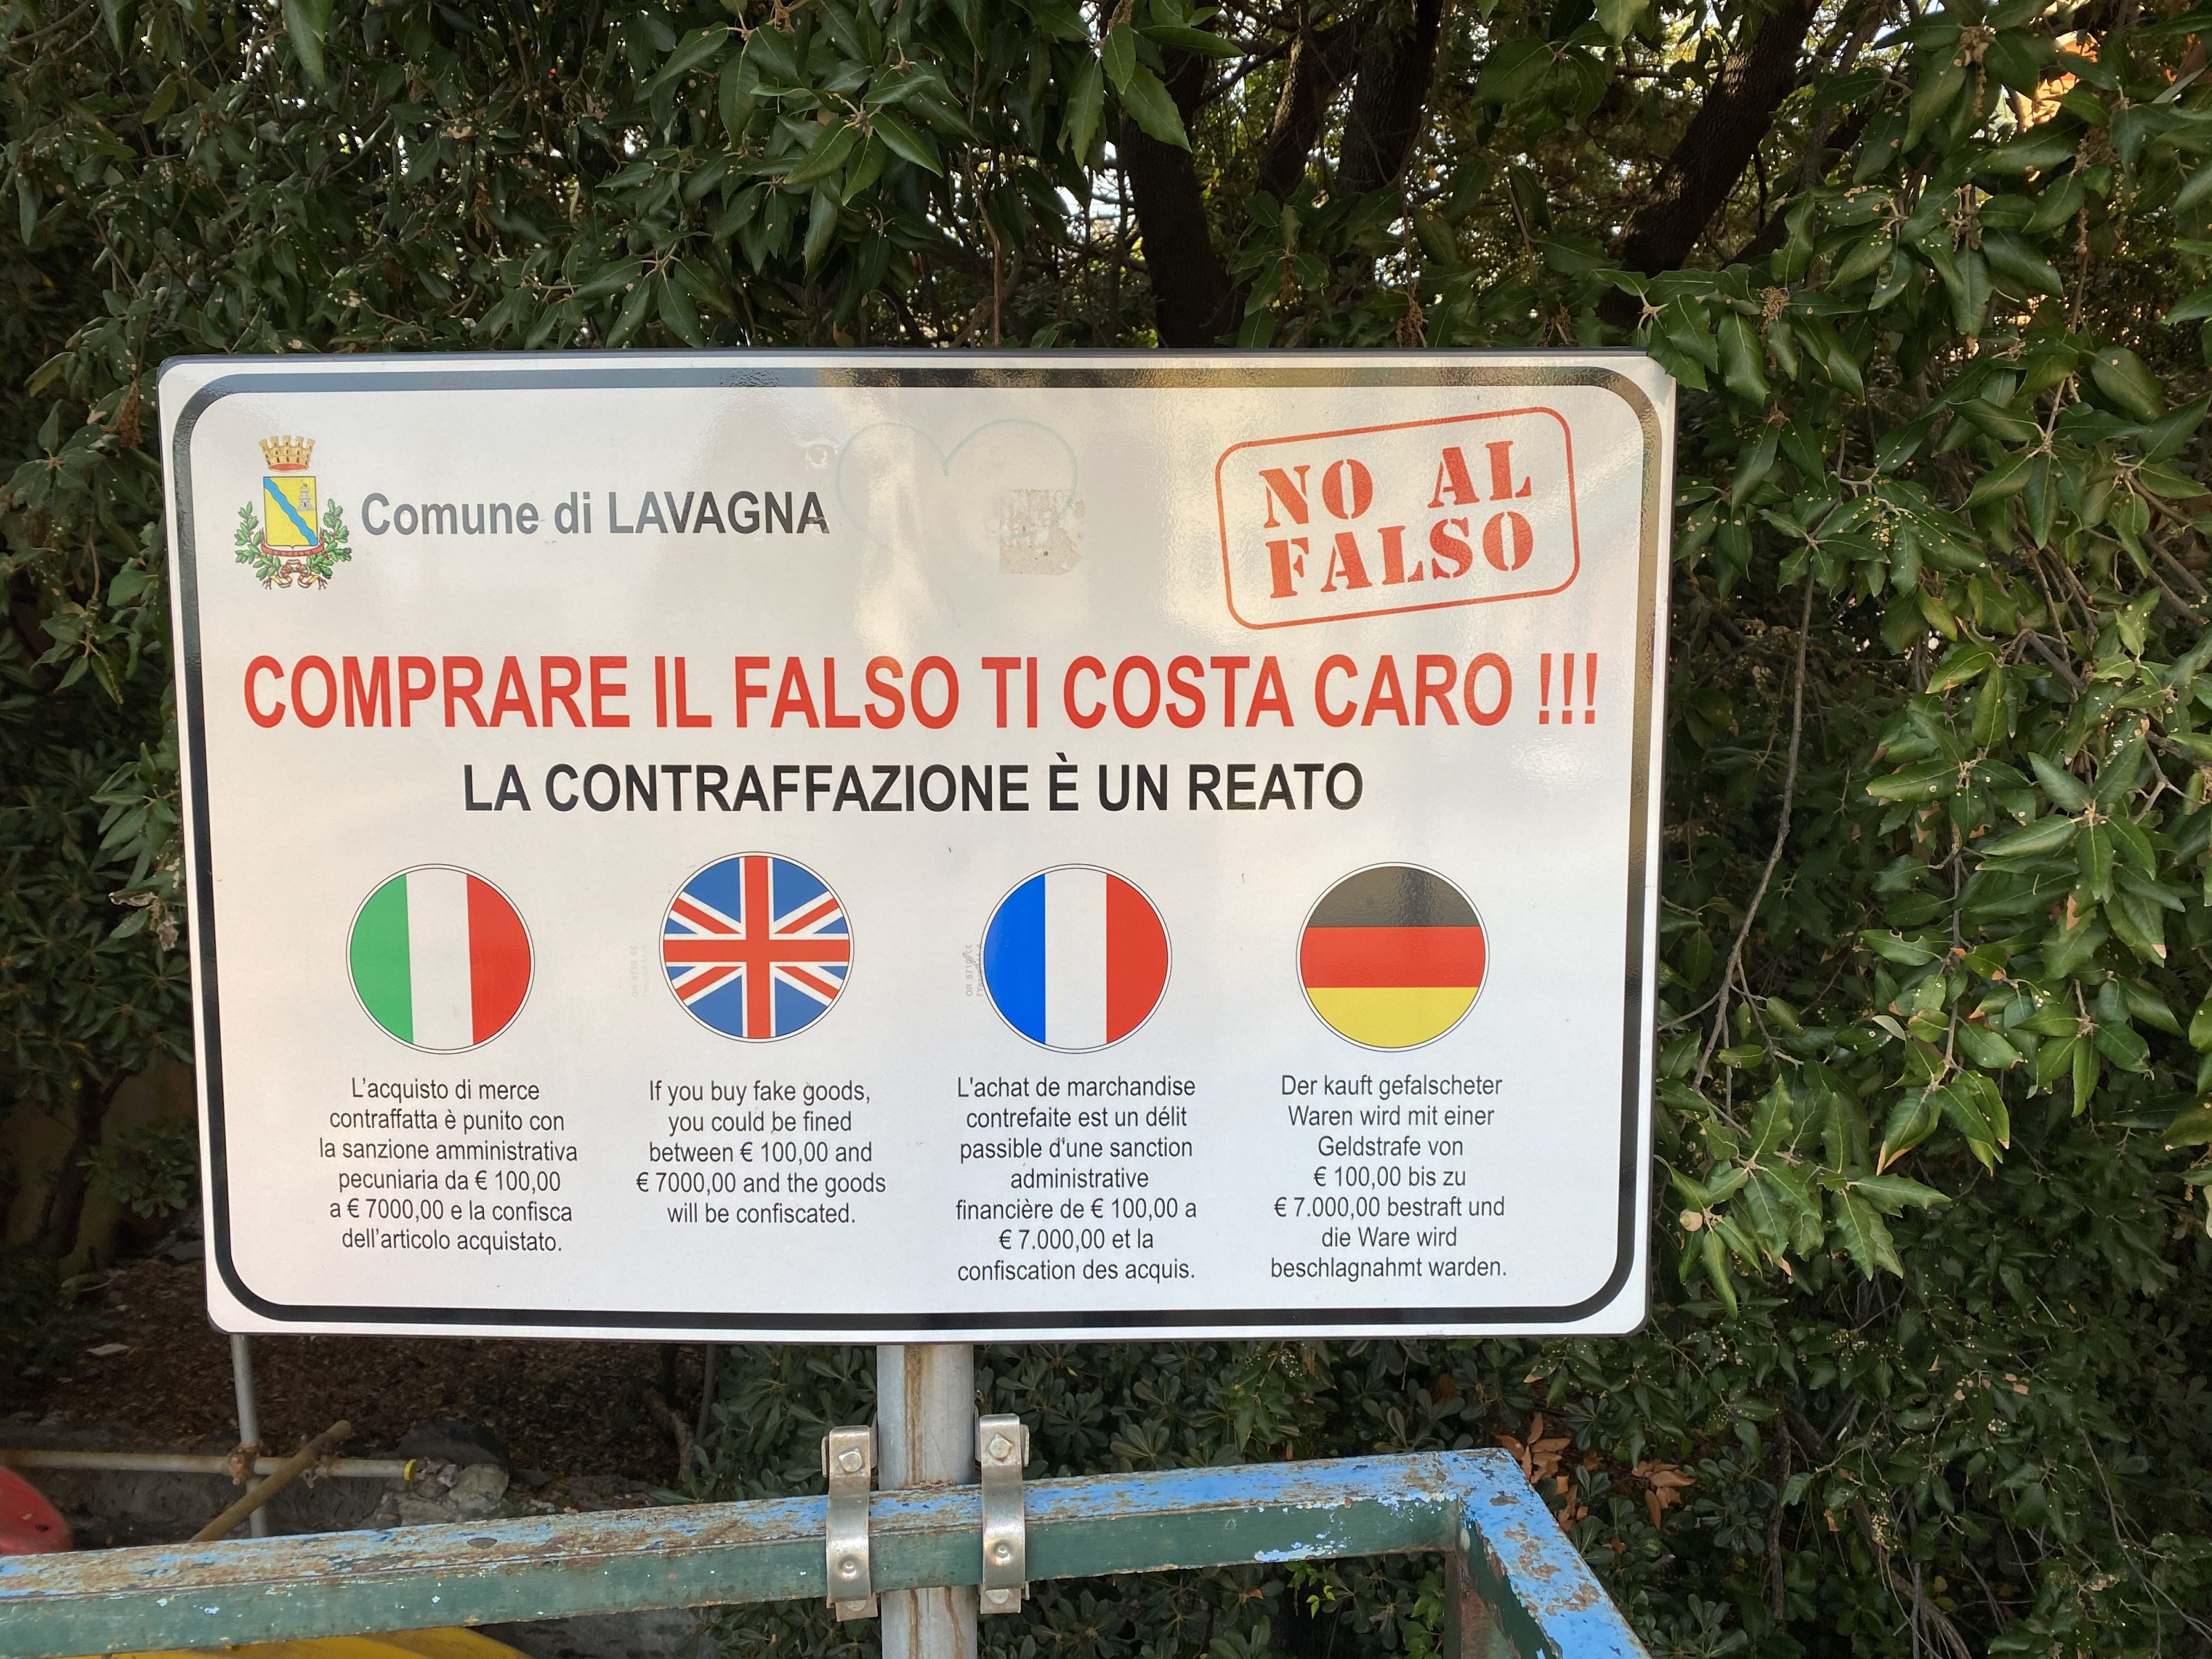 Comune di LAVAGNA
NO AL
FALSO
COMPRARE IL FALSO TI COSTA CARO !!!
LA CONTRAFFAZIONE È UN REATO
L'acquisto di merce
contraffatta è punito con
la sanzione amministrativa
pecuniaria da € 100,00
a € 7000,00 e la confisca
dell'articolo acquistato.
If you buy fake goods,
you could be fined
between € 100,00 and
€ 7000,00 and the goods
will be confiscated.
L'achat de marchandise
contrefaite est un délit
passible d'une sanction
administrative
financière de € 100,00 a
€ 7.000,00 et la
confiscation des acquis.
Der kauft gefalscheter
Waren wird mit einer
Geldstrafe von
€ 100,00 bis zu
€ 7.000,00 bestraft und
die Ware wird
beschlagnahmt warden.